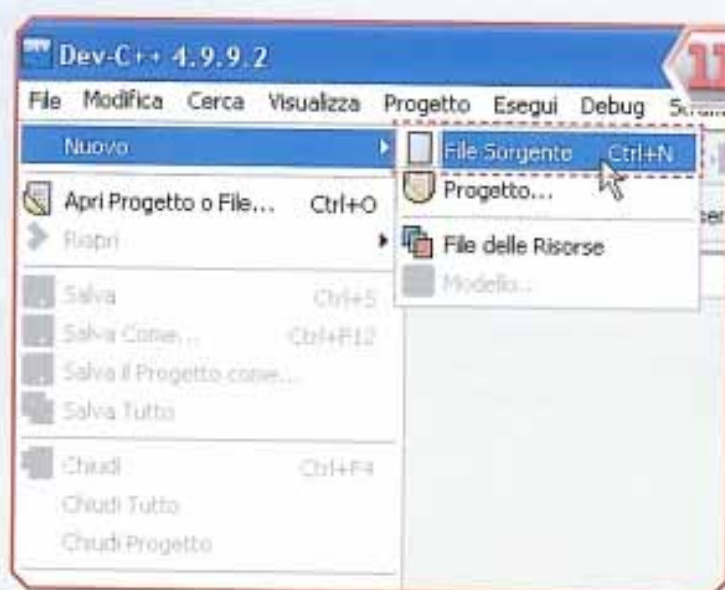 Dev-C++ 4.9.9.2
11
File Modifica Cerca Visualizza Progetto Esegui Debug
Nuovo
File Sorgente Ctrl+N
Progetto...
File delle Risorse
Modello...
Apri Progetto o File... Ctrl+O
Riapri
Salva Ctrl+S
Salva Come... Ctrl+F12
Salva il Progetto come...
Salva Tutto
Chiudi Ctrl+F4
Chiudi Tutto
Chiudi Progetto